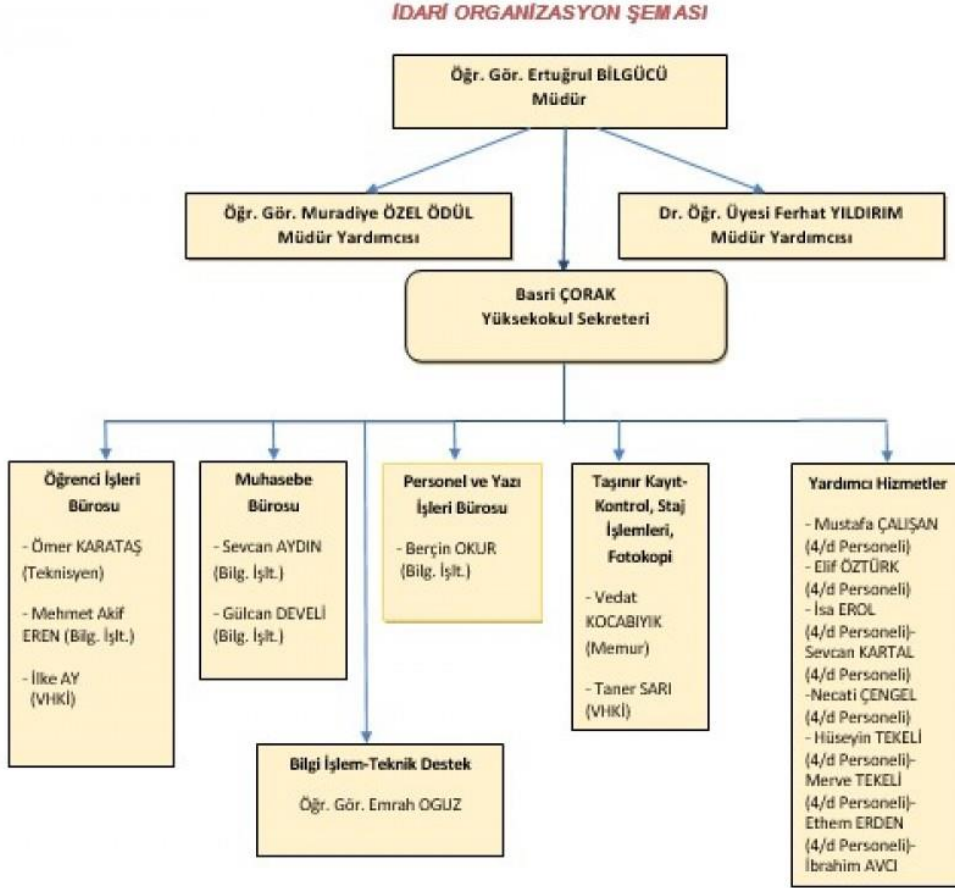 İDARİ ORGANİZASYON ŞEMASI
Öğr. Gör. Ertuğrul BİLGÜCÜ
Müdür
Öğr. Gör. Muradiye ÖZEL ÖDÜL
Müdür Yardımcısı
Dr. Öğr. Üyesi Ferhat YILDIRIM
Müdür Yardımcısı
Basri ÇORAK
Yüksekokul Sekreteri
Öğrenci İşleri
Bürosu
- Ömer KARATAŞ
(Teknisyen)
- Mehmet Akif
EREN (Bilg. İşlt.)
- İlke AY
(VHKİ)
Muhasebe
Bürosu
- Sevcan AYDIN
(Bilg. İşlt.)
- Gülcan DEVELİ
(Bilg. İşlt.)
Personel ve Yazı
İşleri Bürosu
- Berçin OKUR
(Bilg. İşlt.)
Taşınır Kayıt-
Kontrol, Staj
İşlemleri,
Fotokopi
- Vedat
KOCABIYIK
(Memur)
- Taner SARI
(VHKİ)
Yardımcı Hizmetler
- Mustafa ÇALIŞAN
(4/d Personeli)
- Elif ÖZTÜRK
(4/d Personeli)
- İsa EROL
(4/d Personeli)-
Sevcan KARTAL
(4/d Personeli)
-Necati ÇENGEL
(4/d Personeli)
- Hüseyin TEKELİ
(4/d Personeli)-
Merve TEKELİ
(4/d Personeli)-
Ethem ERDEN
(4/d Personeli)-
İbrahim AVCI
Bilgi İşlem-Teknik Destek
Öğr. Gör. Emrah OGUZ